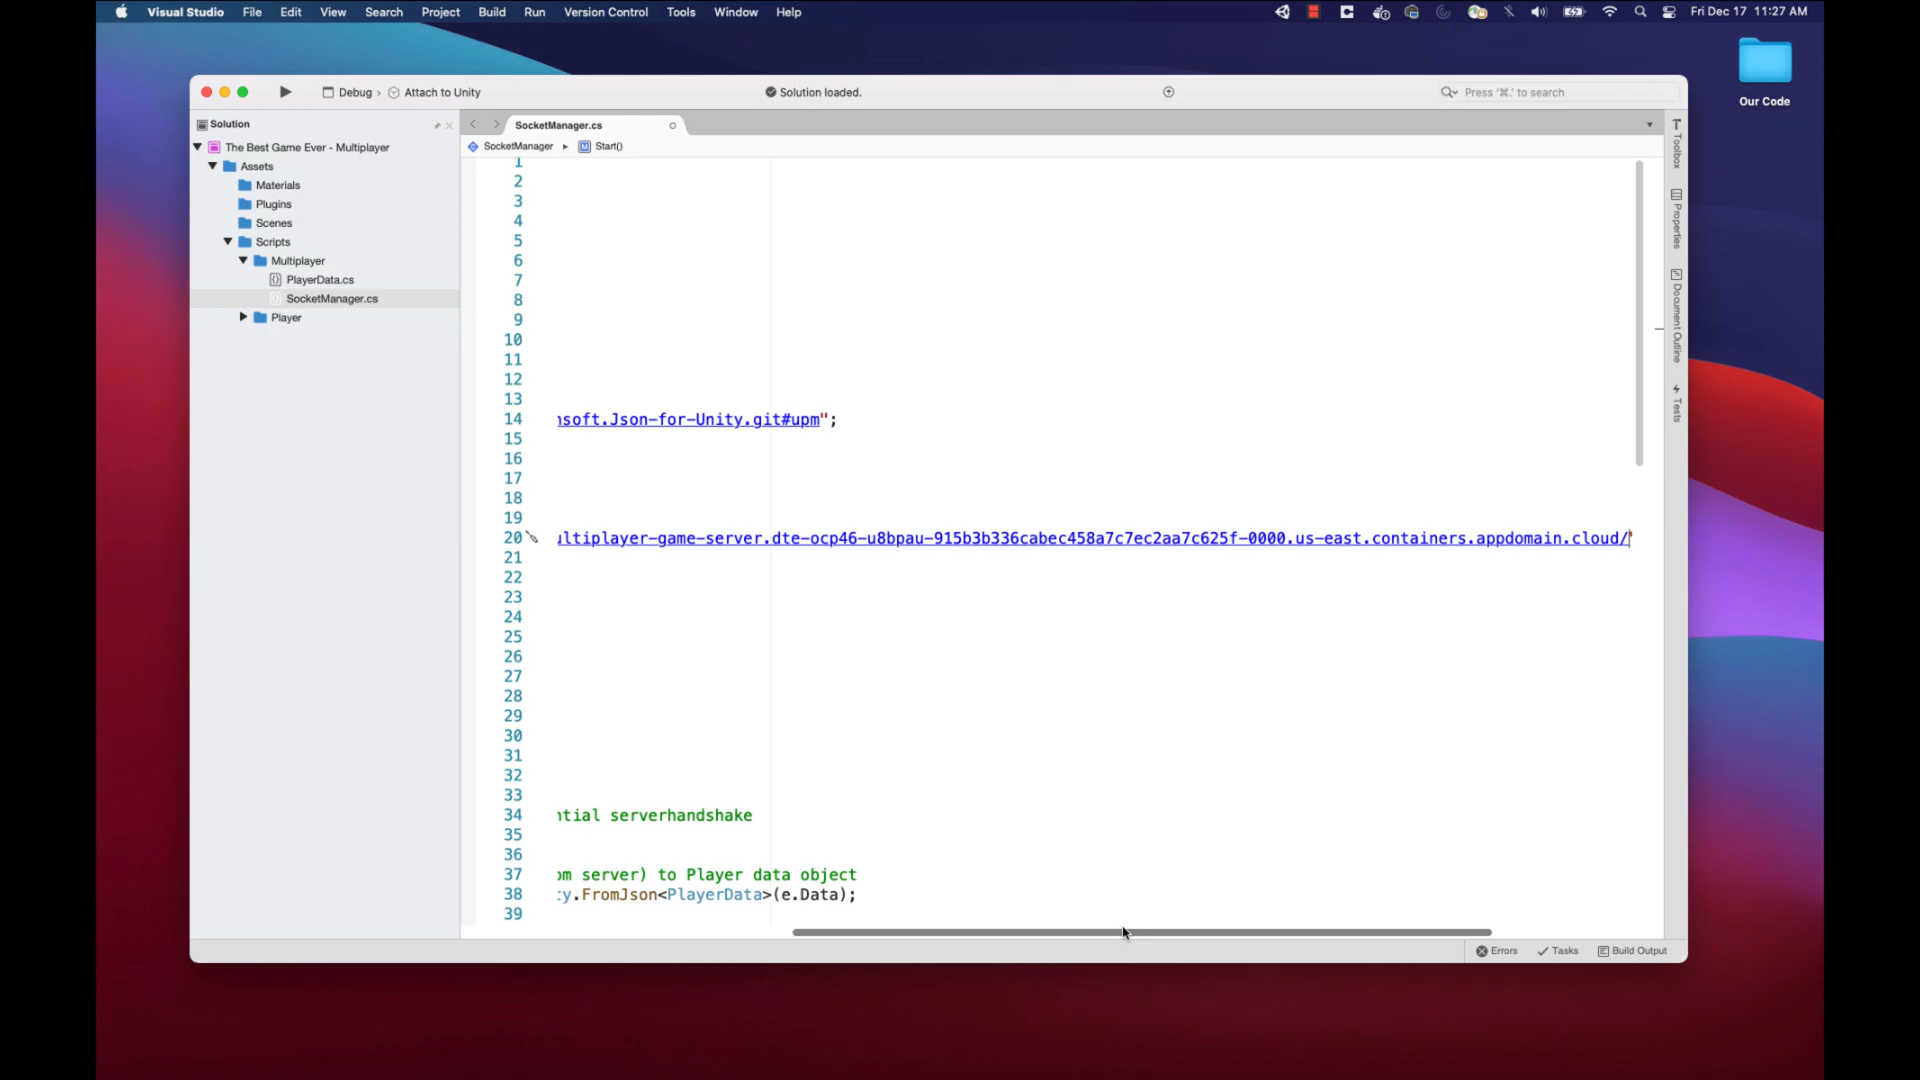 Visual Studio File Edit View Search Project Build Run Version Control Tools Window Help
Fri Dec 17 11:27 AM
Our Code
Debug › Attach to Unity
Solution loaded.
Press ‘⌘.’ to search
Solution
The Best Game Ever - Multiplayer
Assets
Materials
Plugins
Scenes
Scripts
Multiplayer
PlayerData.cs
SocketManager.cs
Player
SocketManager.cs
SocketManager ▸ Start()
1
2
3
4
5
6
7
8
9
10
11
12
13
14 soft.Json-for-Unity.git#upm";
15
16
17
18
19
20 ltiplayer-game-server.dte-ocp46-u8bpau-915b3b336cabec458a7c7ec2aa7c625f-0000.us-east.containers.appdomain.cloud/"
21
22
23
24
25
26
27
28
29
30
31
32
33
34 tial serverhandshake
35
36
37 m server) to Player data object
38 y.FromJson<PlayerData>(e.Data);
39
Toolbox
Properties
Document Outline
Tests
Errors Tasks Build Output